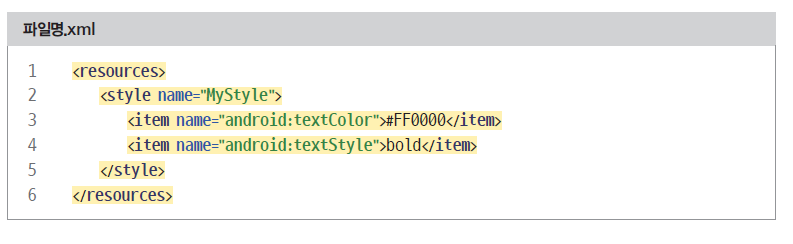 파일명.xml
1 <resources>
2 <style name="MyStyle">
3 <item name="android:textColor">#FF0000</item>
4 <item name="android:textStyle">bold</item>
5 </style>
6 </resources>